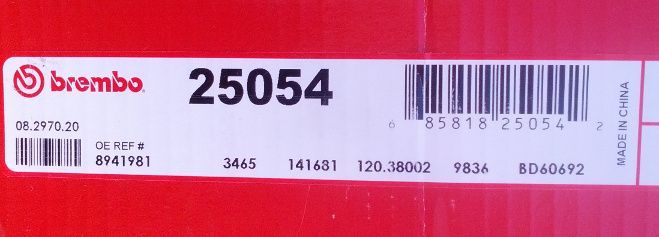 brembo 25054
6 85818 25054 2
08.2970.20
OE REF #
8941981
3465 141681 120.38002 9836 BD60692
MADE IN CHINA